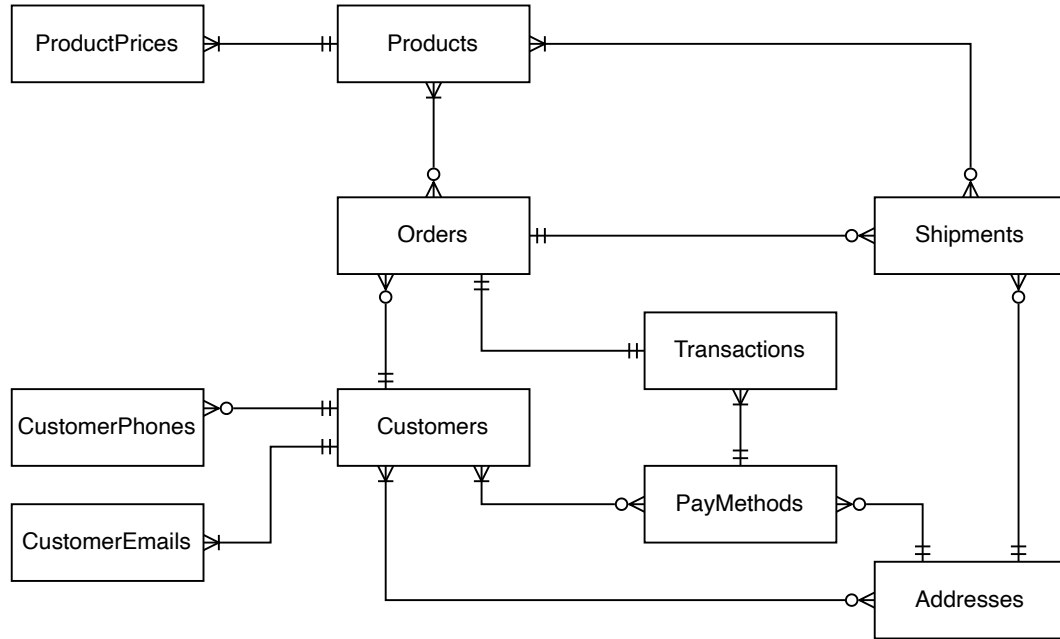 ProductPrices
Products
Orders
Shipments
Transactions
CustomerPhones
Customers
PayMethods
CustomerEmails
Addresses